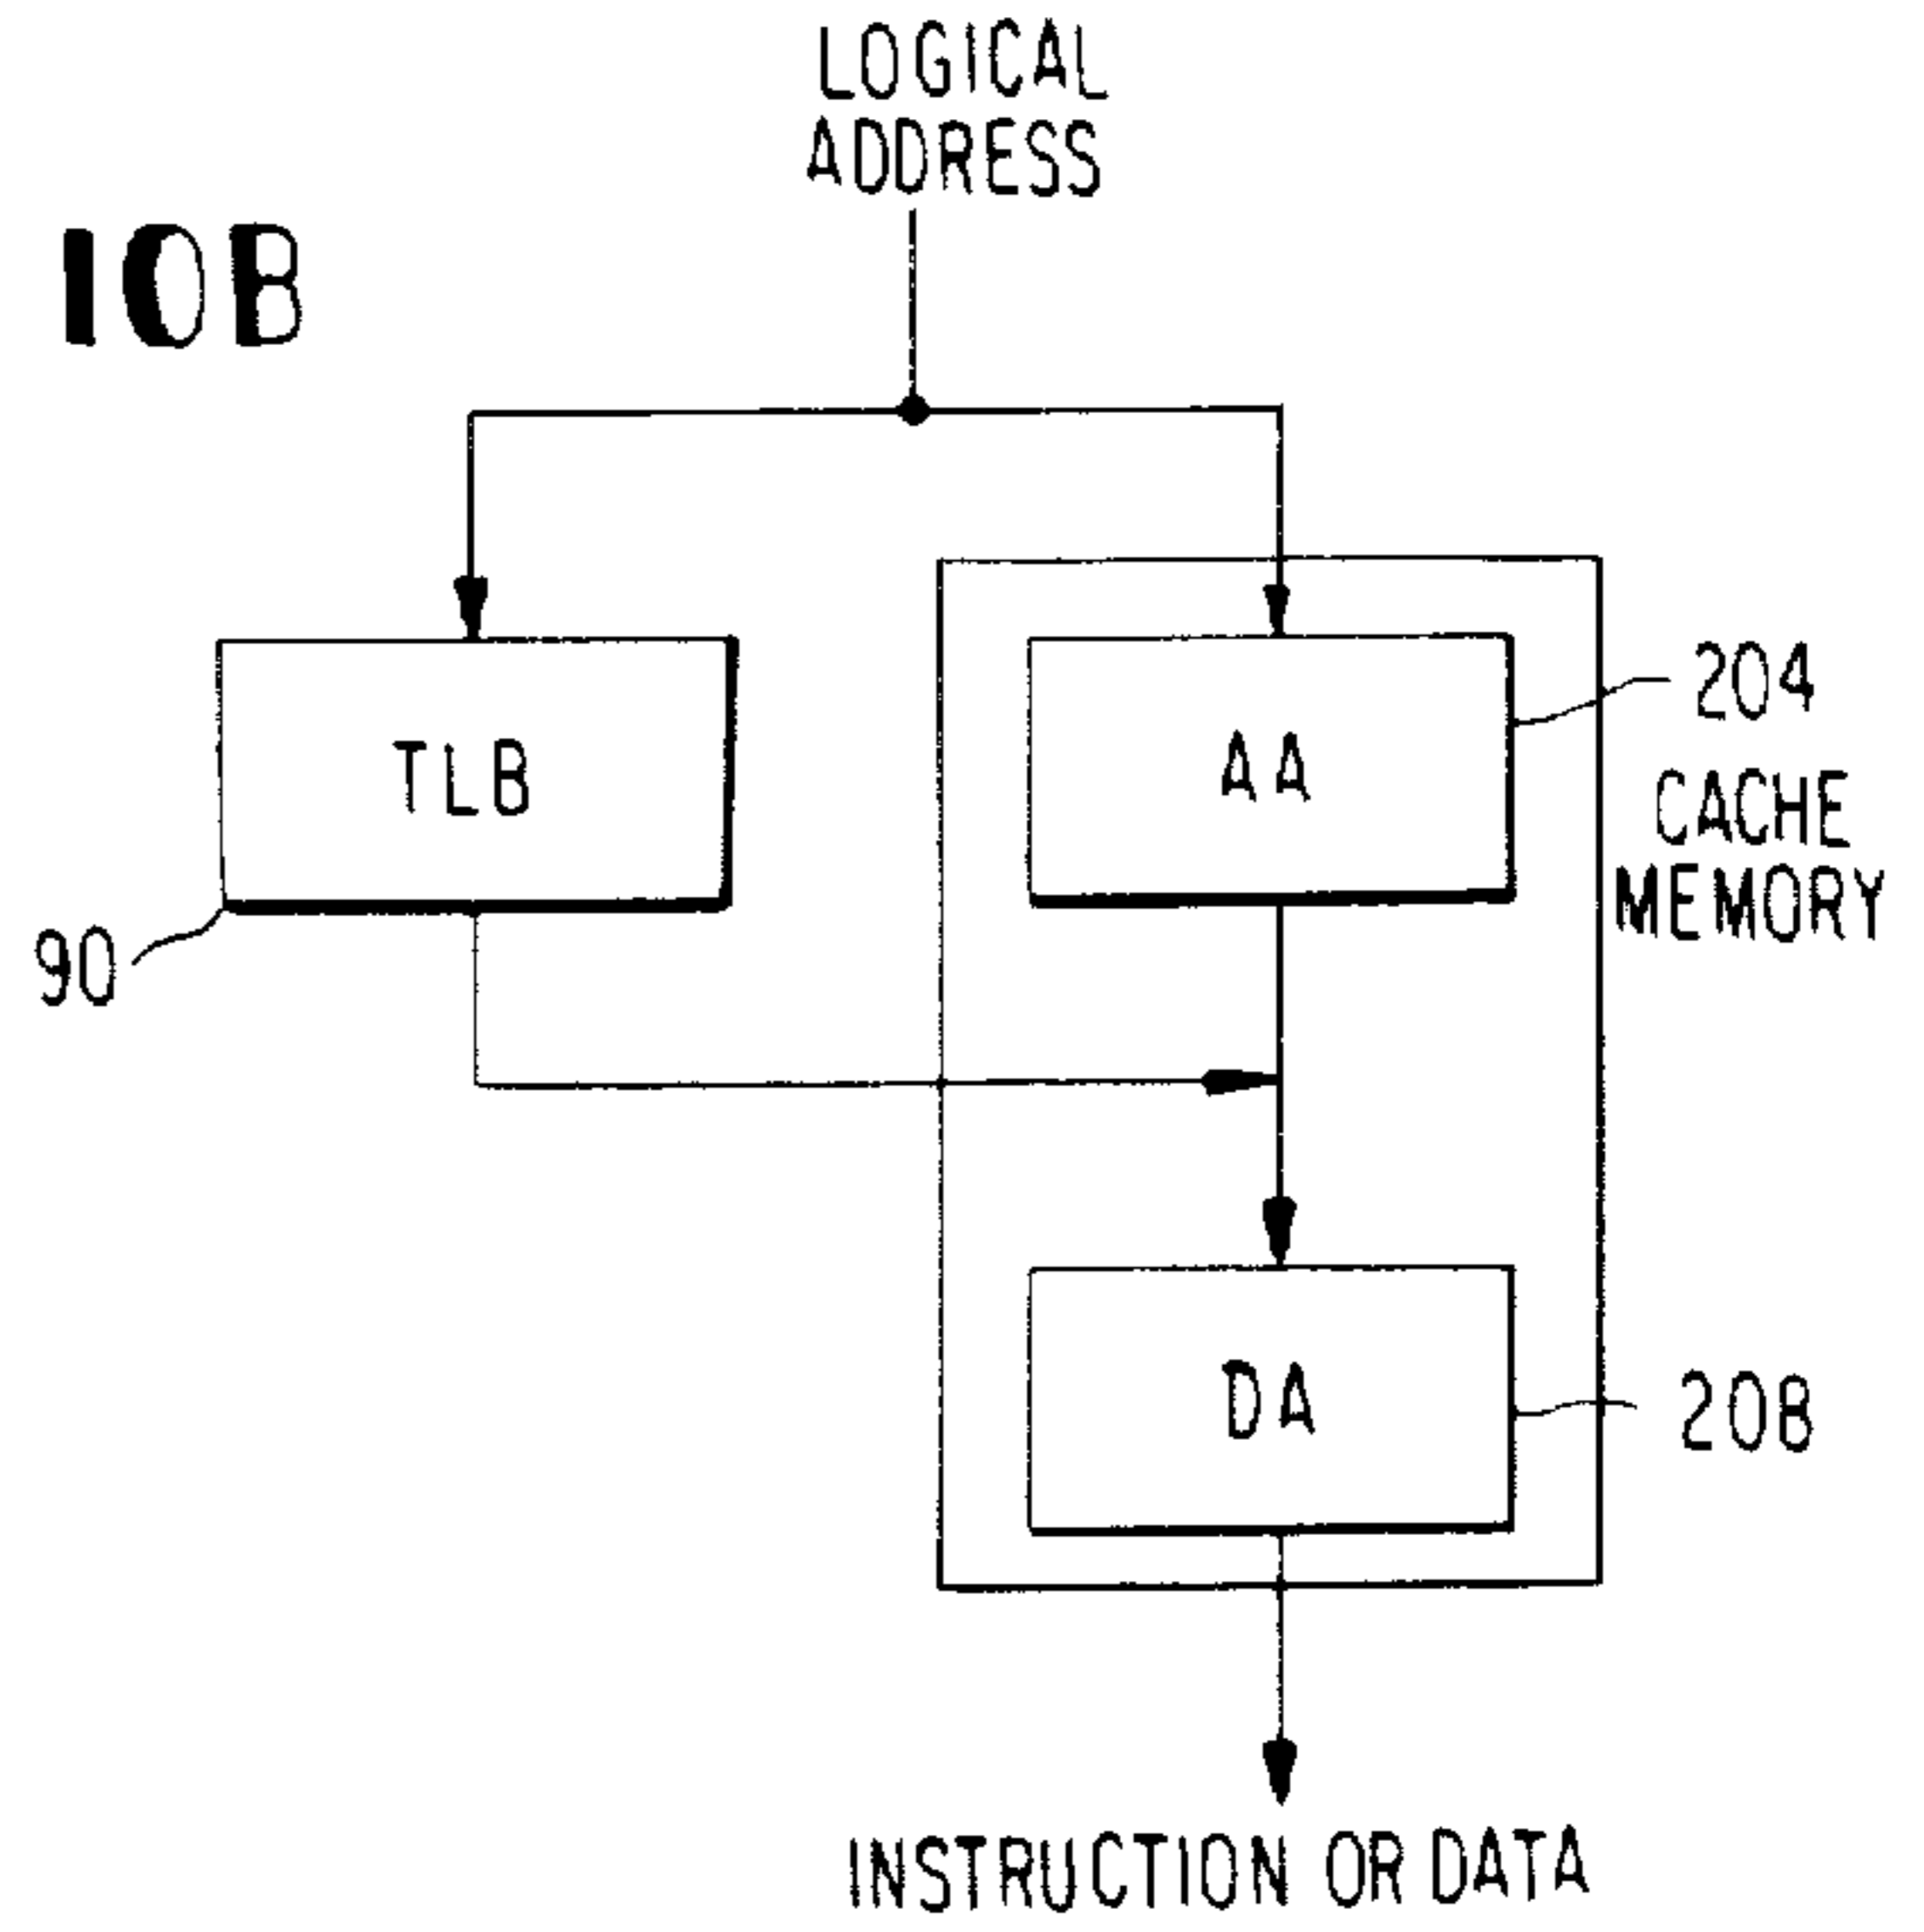 LOGICAL
ADDRESS
10B
TLB
AA
204
CACHE
MEMORY
90
DA
208
INSTRUCTION OR DATA